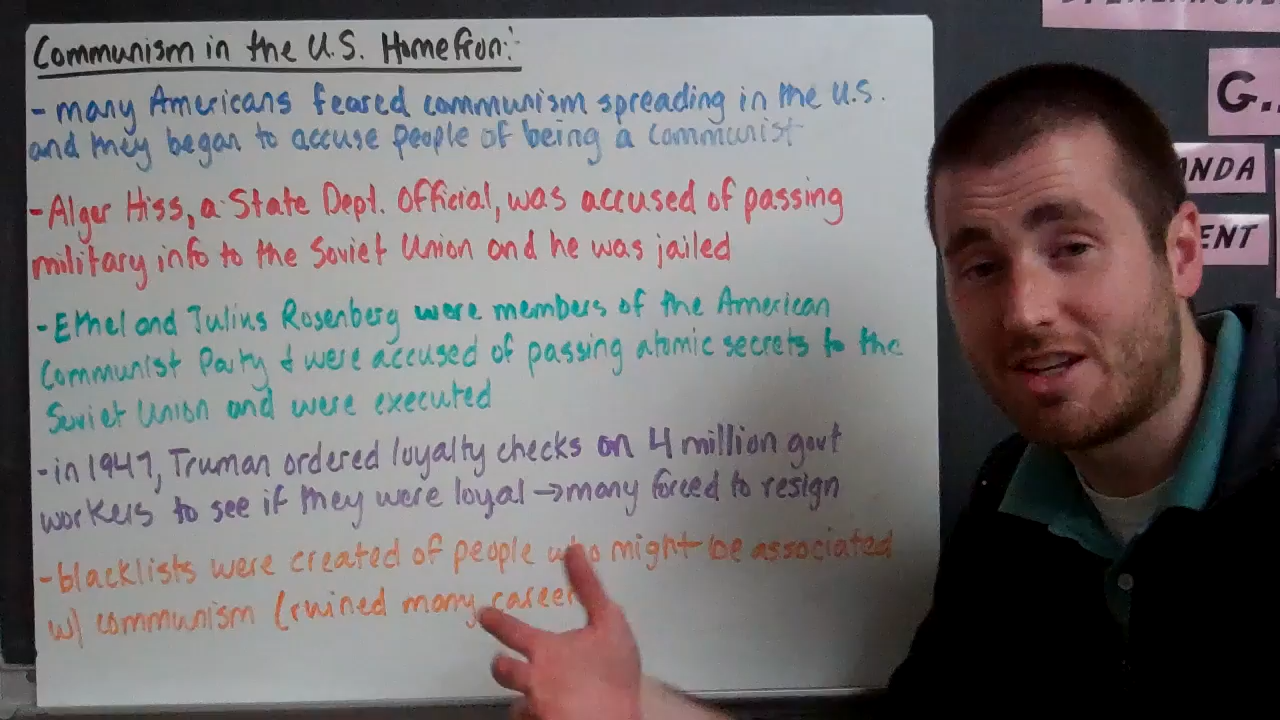 Communism in the U.S. Homefron
- many Americans feared communism spreading in the U.S.
and they began to accuse people of being a communist
- Alger Hiss, a State Dept. Official, was accused of passing
military info to the Soviet Union and he was jailed
- Ethel and Julius Rosenberg were members of the American
Communist Party & were accused of passing atomic secrets to the
Soviet Union and were executed
- in 1947, Truman ordered loyalty checks on 4 million govt
workers to see if they were loyal → many forced to resign
- blacklists were created of people who might be associated
w/ communism (ruined many career
G.
NDA
ENT